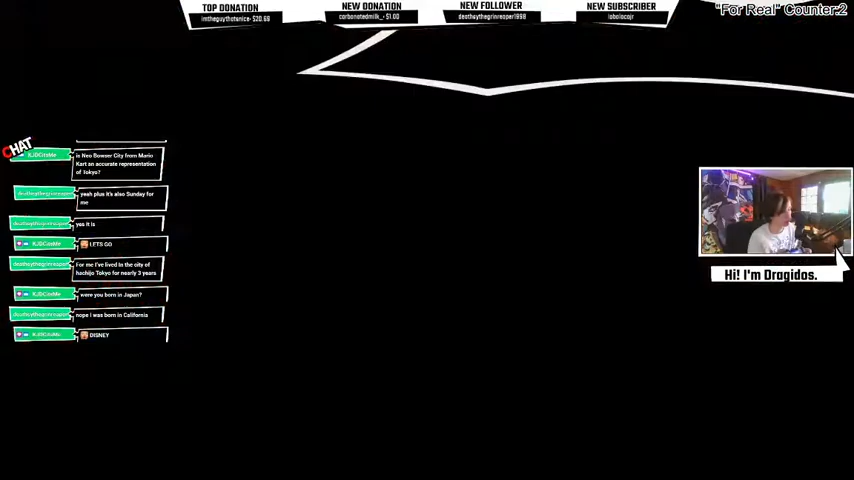 TOP DONATION
imtheguythatsnice - $20.69
NEW DONATION
carbonatedmilk_ - $1.00
NEW FOLLOWER
deathsythegrinreaper1998
NEW SUBSCRIBER
lobolocojr
"For Real" Counter:2
CHAT
is Neo Bowser City from Mario
Kart an accurate representation
of Tokyo?
yeah plus it's also Sunday for
me
yes it is
LETS GO
For me I've lived in the city of
hachijo Tokyo for nearly 3 years
were you born in Japan?
nope I was born in California
DISNEY
Hi! I'm Dragidos.